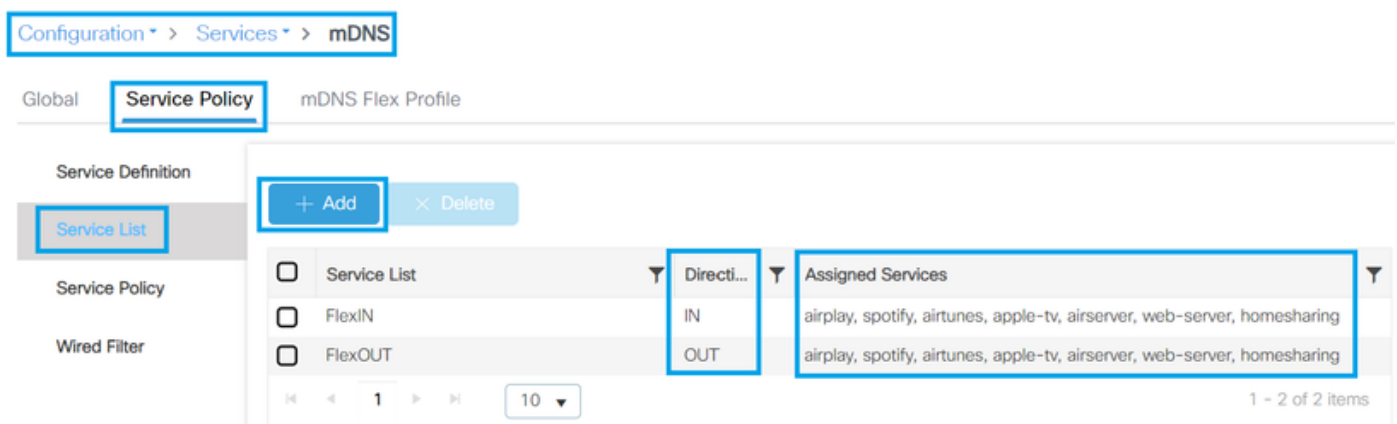 Configuration > Services > mDNS
Global Service Policy mDNS Flex Profile
Service Definition
Service List
Service Policy
Wired Filter
+ Add × Delete
Service List Directi... Assigned Services
FlexIN IN airplay, spotify, airtunes, apple-tv, airserver, web-server, homesharing
FlexOUT OUT airplay, spotify, airtunes, apple-tv, airserver, web-server, homesharing
1 10 1 - 2 of 2 items